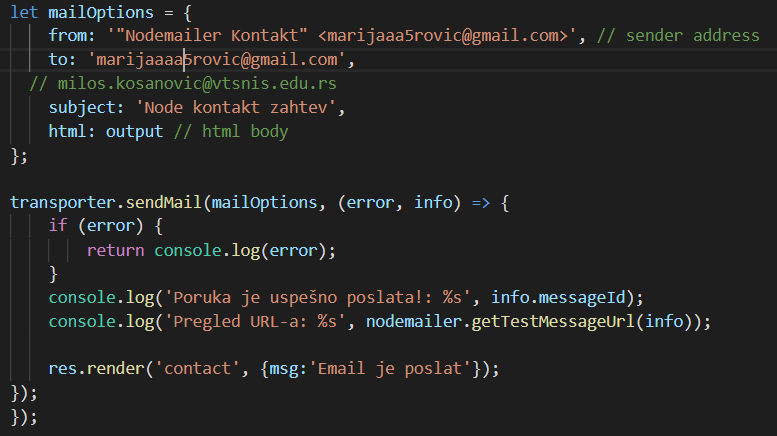 let mailOptions = {
    from: '"Nodemailer Kontakt" <marijaaa5rovic@gmail.com>', // sender address
    to: 'marijaaaa5rovic@gmail.com',
  // milos.kosanovic@vtsnis.edu.rs
    subject: 'Node kontakt zahtev',
    html: output // html body
};

transporter.sendMail(mailOptions, (error, info) => {
    if (error) {
        return console.log(error);
    }
    console.log('Poruka je uspešno poslata!: %s', info.messageId);
    console.log('Pregled URL-a: %s', nodemailer.getTestMessageUrl(info));

    res.render('contact', {msg:'Email je poslat'});
});
});